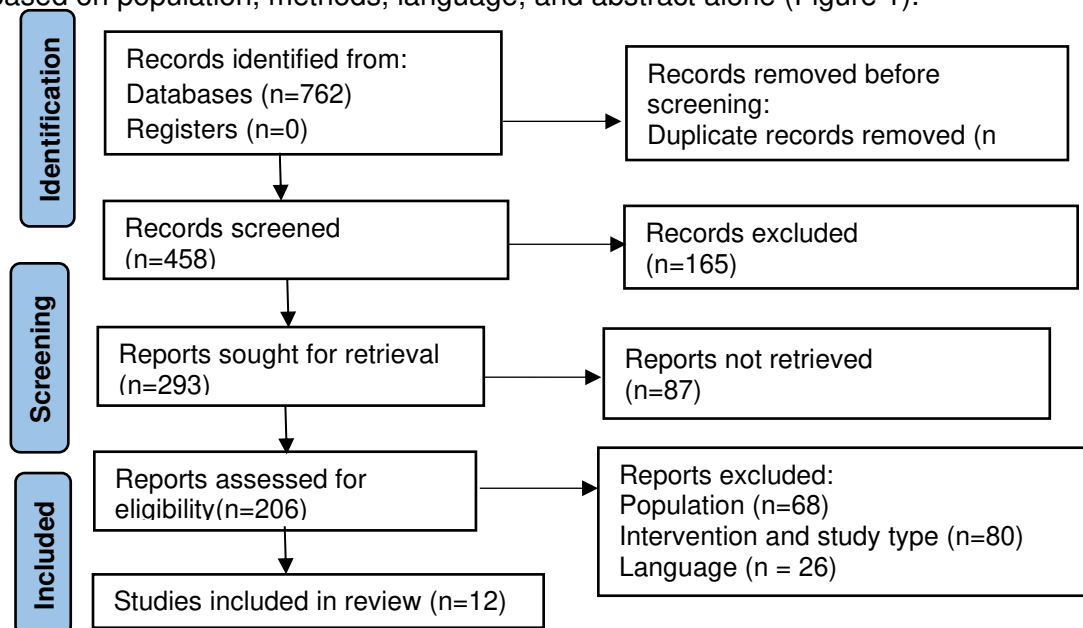 based on population, methods, language, and abstract alone (Figure 1).
Identification
Records identified from:
Databases (n=762)
Registers (n=0)
Records removed before
screening:
Duplicate records removed (n
Records screened
(n=458)
Records excluded
(n=165)
Screening
Reports sought for retrieval
(n=293)
Reports not retrieved
(n=87)
Reports assessed for
eligibility(n=206)
Reports excluded:
Population (n=68)
Intervention and study type (n=80)
Language (n = 26)
Included
Studies included in review (n=12)